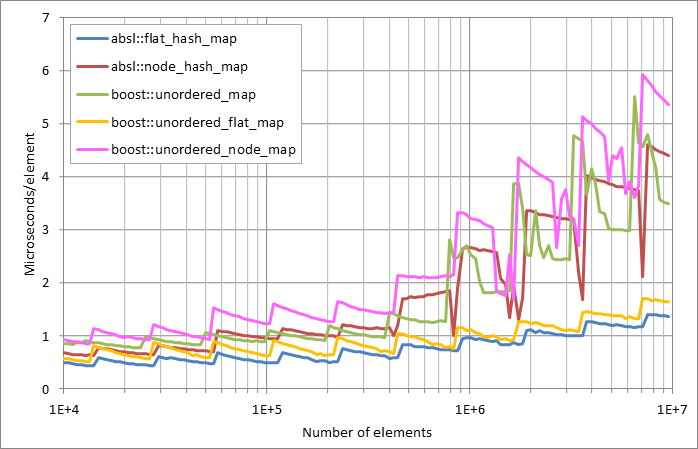 7
6
5
4
3
2
1
0
Microseconds/element
absl::flat_hash_map
absl::node_hash_map
boost::unordered_map
boost::unordered_flat_map
boost::unordered_node_map
1E+4 1E+5 1E+6 1E+7
Number of elements